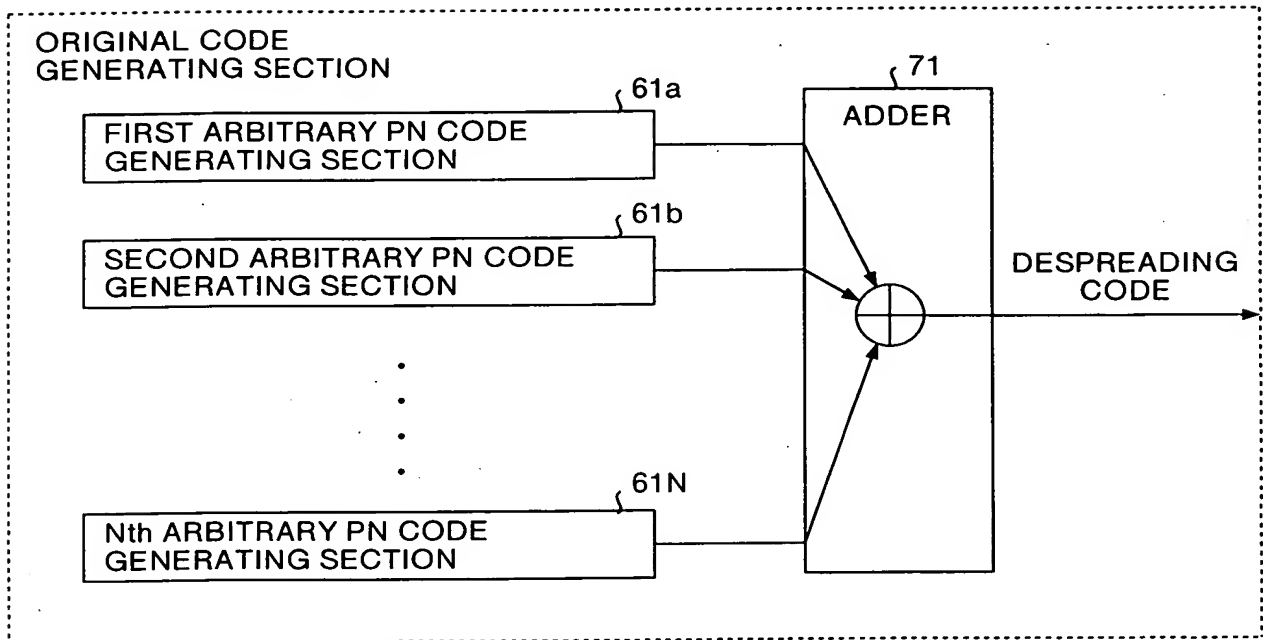 ORIGINAL CODE
GENERATING SECTION
61a
FIRST ARBITRARY PN CODE
GENERATING SECTION
61b
SECOND ARBITRARY PN CODE
GENERATING SECTION
61N
Nth ARBITRARY PN CODE
GENERATING SECTION
71
ADDER
DESPREADING
CODE